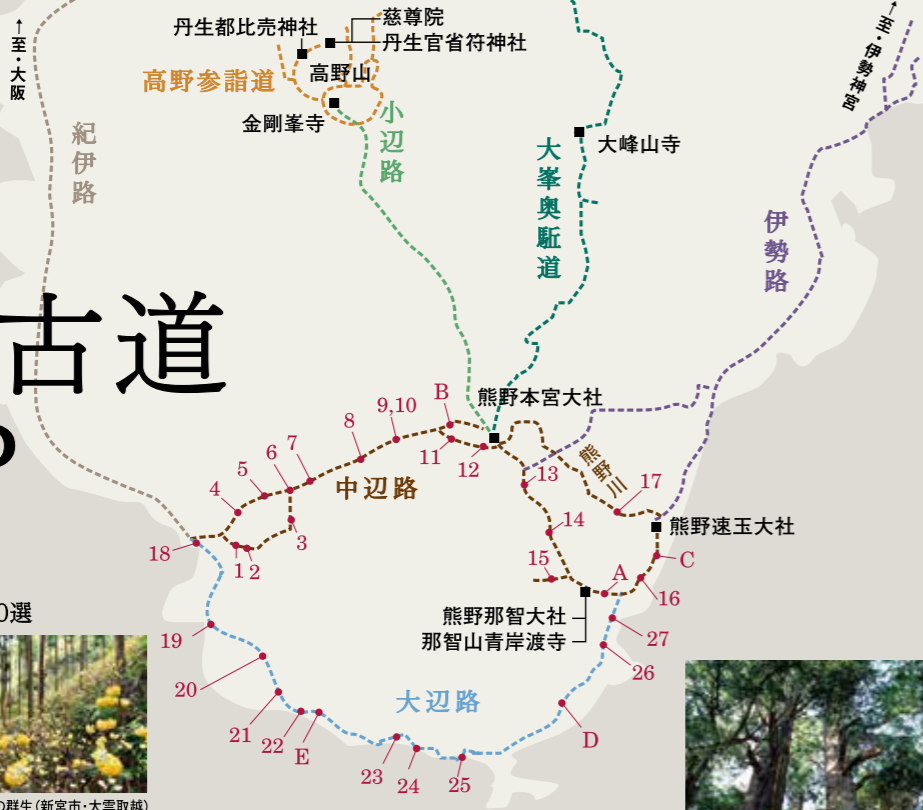 ↑至・大阪
丹生都比売神社
慈尊院
丹生官省符神社
高野参詣道
高野山
金剛峯寺
小辺路
紀伊路
大峯奥駈道
大峰山寺
↑至・伊勢神宮
伊勢路
古道
熊野本宮大社
B
9,10
8
7
6
5
4
11
12
13
中辺路
熊野川
17
熊野速玉大社
3
14
18
1
2
15
A
C
16
熊野那智大社
那智山青岸渡寺
27
26
0選
19
20
21
22
E
大辺路
23
24
25
D
の群生(新宮市・大雲取越)